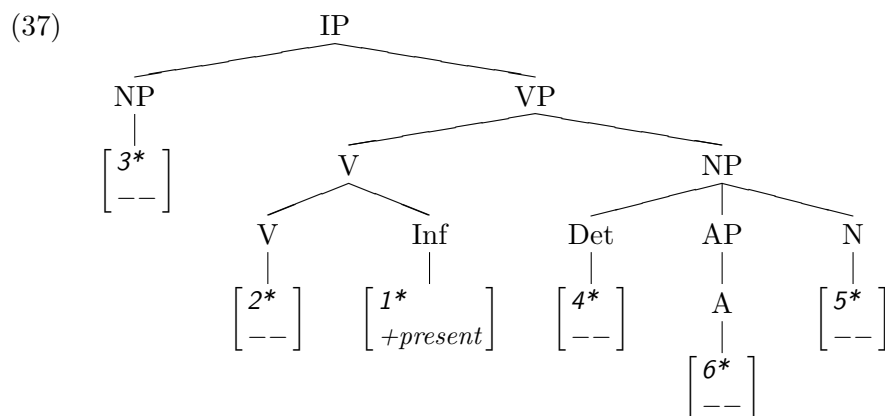 (37) IP
NP VP
V NP
3*
−−
V Inf Det AP N
2* 1* 4* A 5*
−− +present −− −−
6*
−−